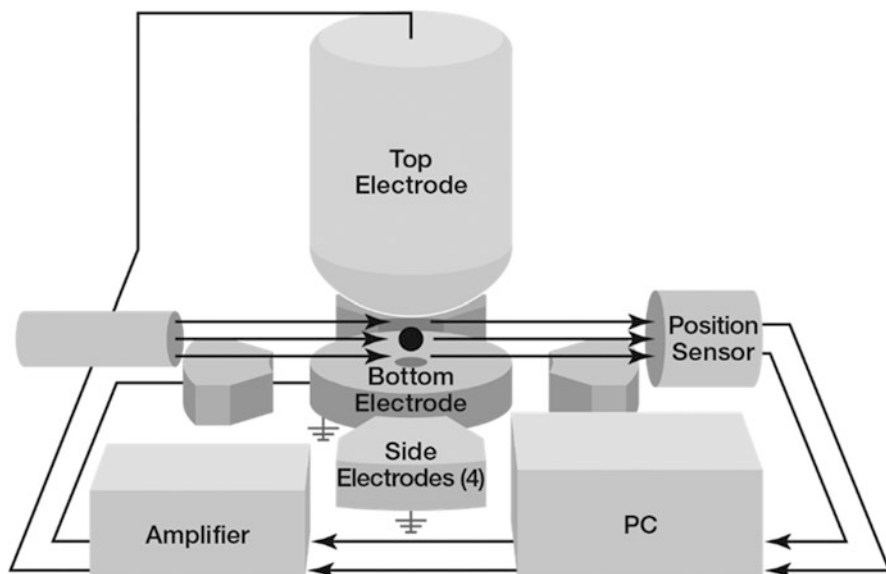 Top
Electrode
Position
Sensor
Bottom
Electrode
Side
Electrodes (4)
Amplifier
PC